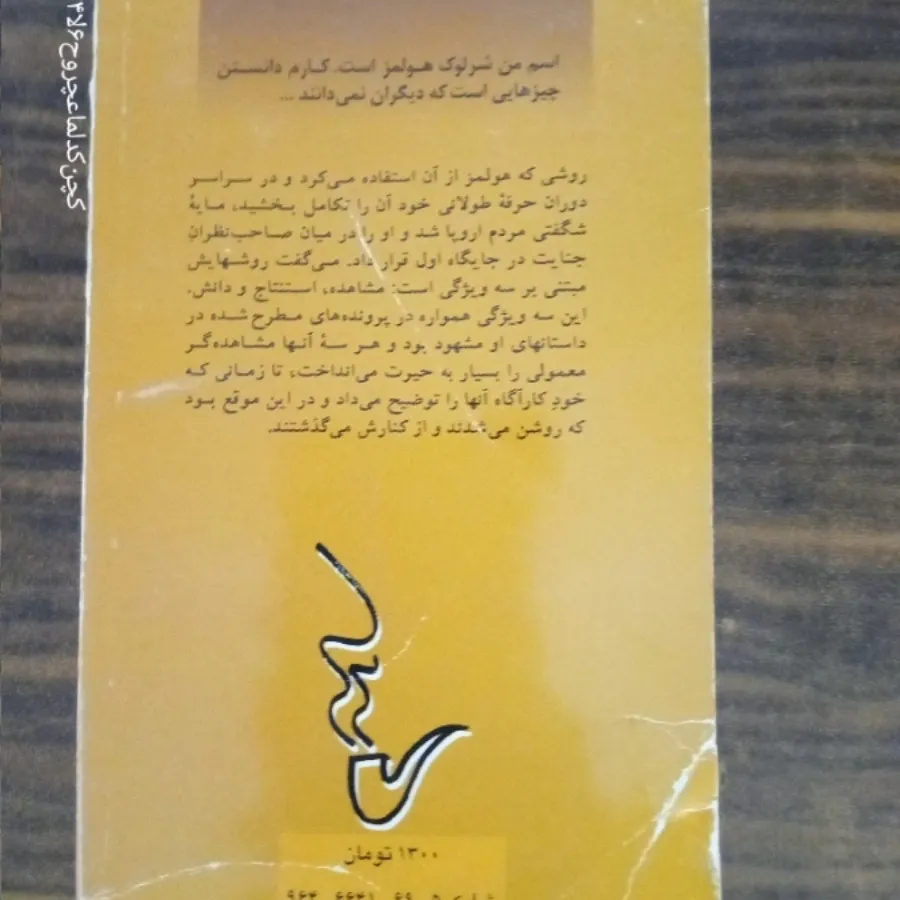 اسم من شرلوک هولمز است. کارم دانستن
چیزهایی است که دیگران نمی‌دانند ...
روشی که هولمز از آن استفاده می‌کرد و در سراسر
دوران حرفهٔ طولانی خود آن را تکامل بخشید، مایهٔ
شگفتی مردم اروپا شد و او را در میان صاحب‌نظران
جنایت در جایگاه اول قرار داد. می‌گفت روشهایش
مبتنی بر سه ویژگی است: مشاهده، استنتاج و دانش.
این سه ویژگی همواره در پرونده‌های مطرح شده در
داستانهای او مشهود بود و هر سهٔ آنها مشاهده‌گر
معمولی را بسیار به حیرت می‌انداخت، تا زمانی که
خودِ کارآگاه آنها را توضیح می‌داد و در این موقع بود
که روشن می‌شدند و از کنارش می‌گذشتند.
۱۳۰۰ تومان